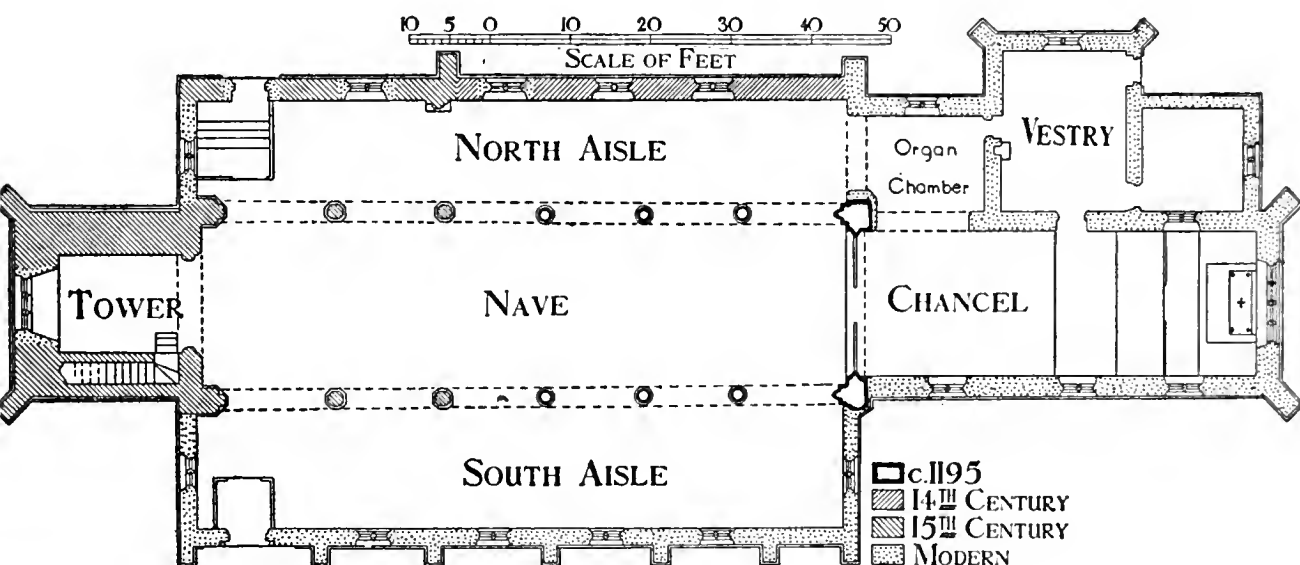 10 5 0 10 20 30 40 50
SCALE OF FEET
NORTH AISLE
Organ
Chamber
VESTRY
TOWER
NAVE
CHANCEL
SOUTH AISLE
c.1195
14TH CENTURY
15TH CENTURY
MODERN